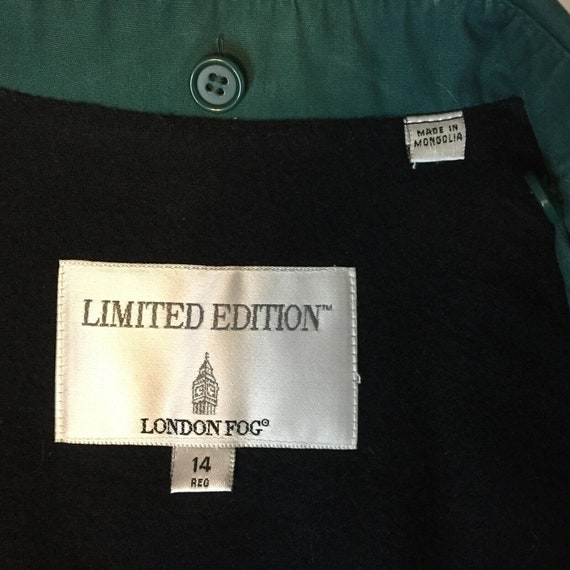 MADE IN
MONGOLIA
LIMITED EDITION™
LONDON FOG®
14
REG